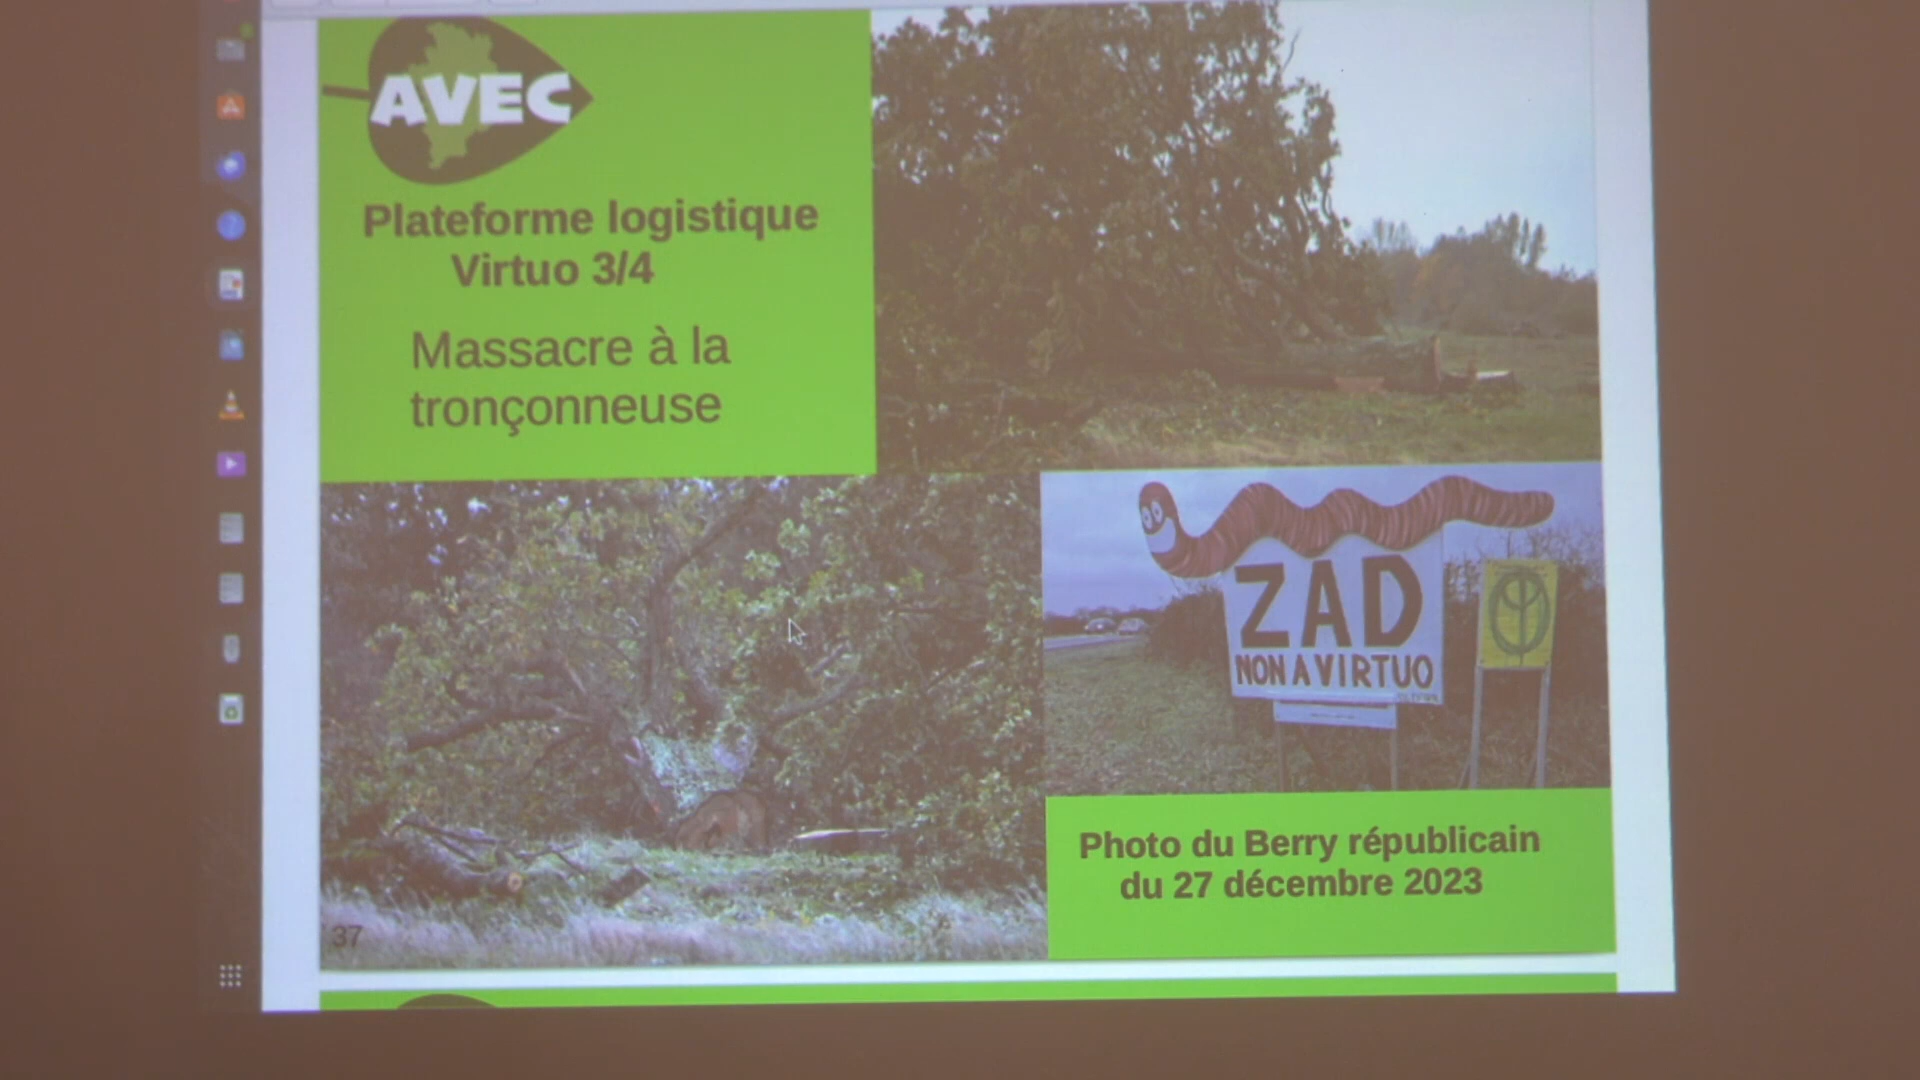 AVEC
Plateforme logistique
Virtuo 3/4
Massacre à la
tronçonneuse
ZAD
NON A VIRTUO
Photo du Berry républicain
du 27 décembre 2023
37